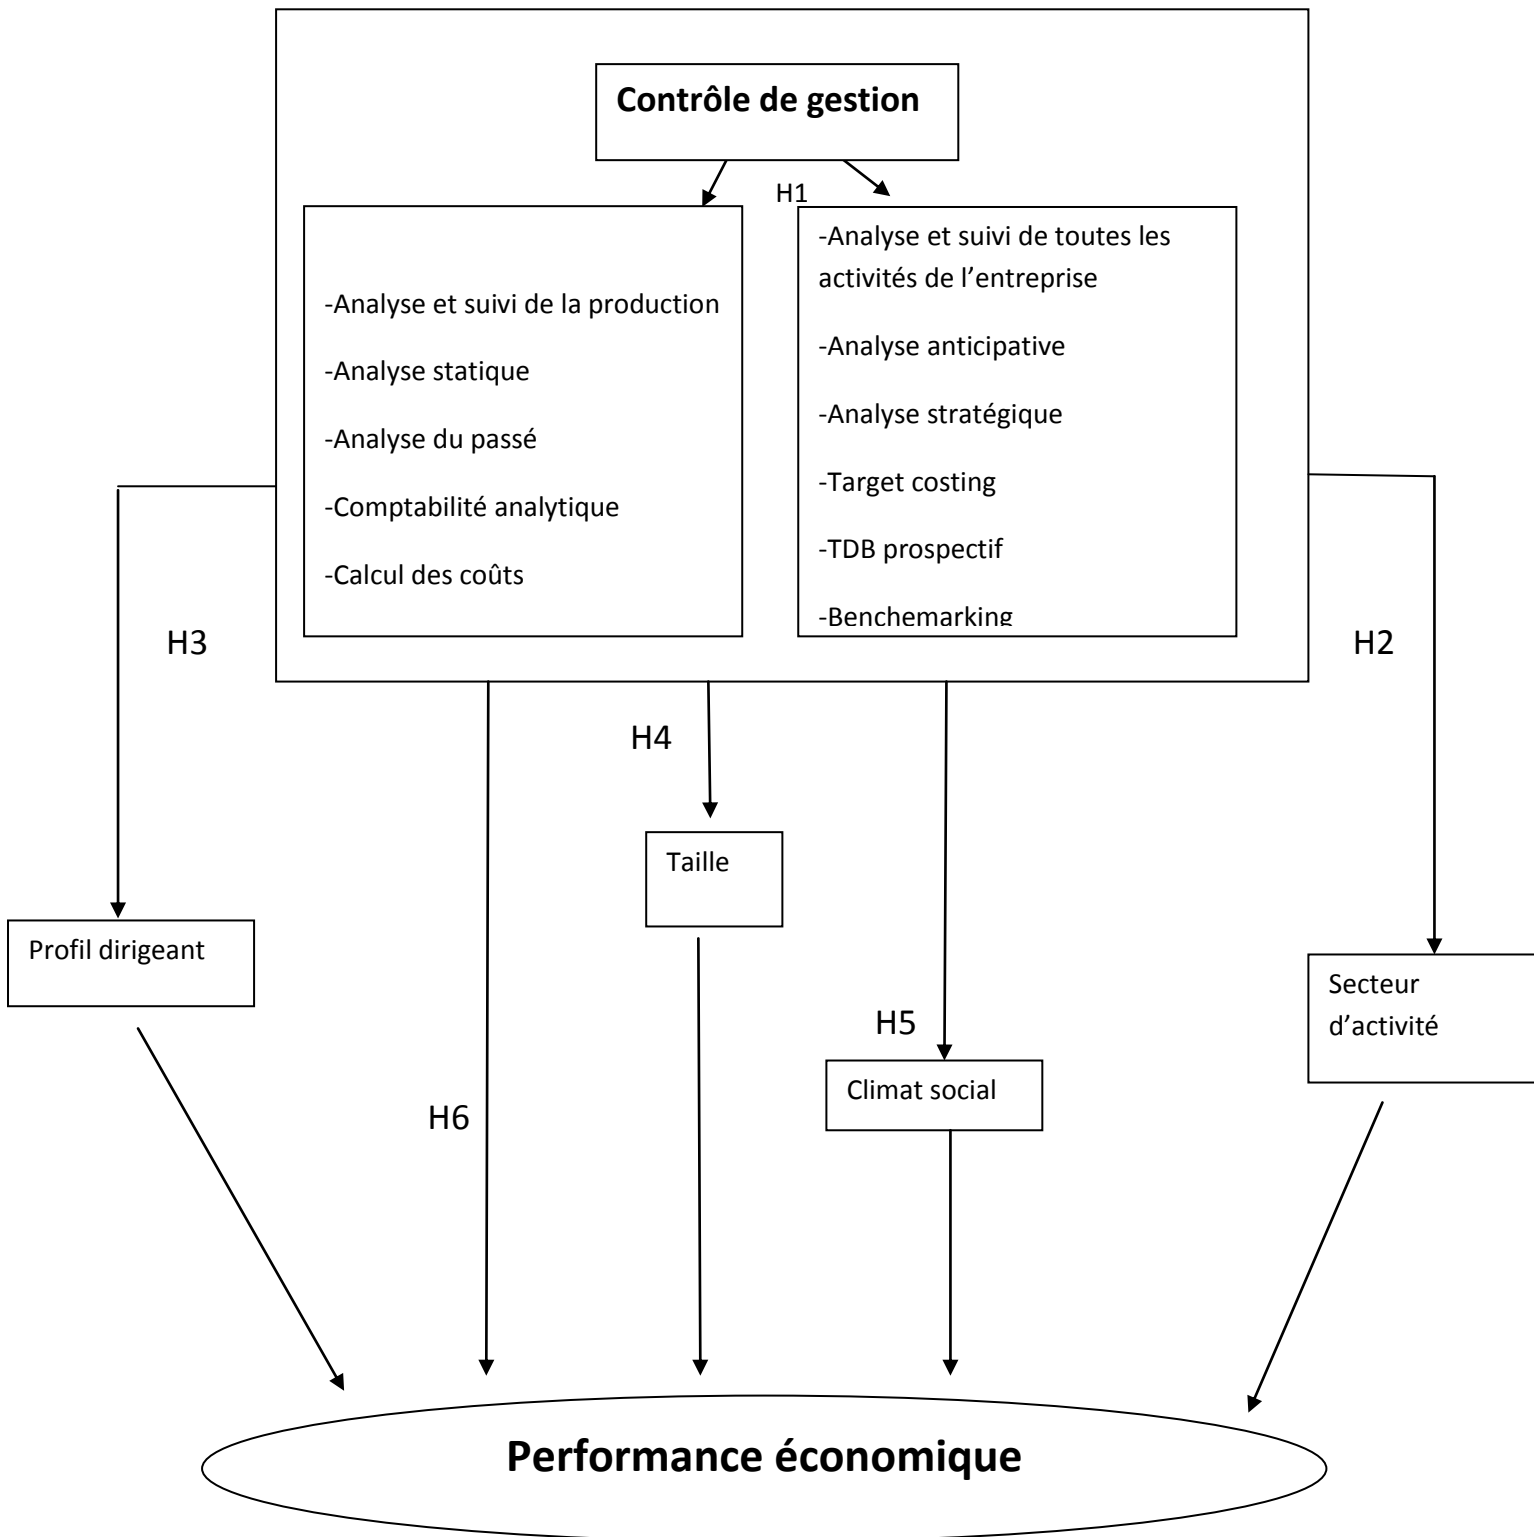 Contrôle de gestion
H1
-Analyse et suivi de la production
-Analyse statique
-Analyse du passé
-Comptabilité analytique
-Calcul des coûts
-Analyse et suivi de toutes les
activités de l’entreprise
-Analyse anticipative
-Analyse stratégique
-Target costing
-TDB prospectif
-Benchemarking
H3
H2
H4
Taille
Profil dirigeant
Secteur
d’activité
H5
Climat social
H6
Performance économique